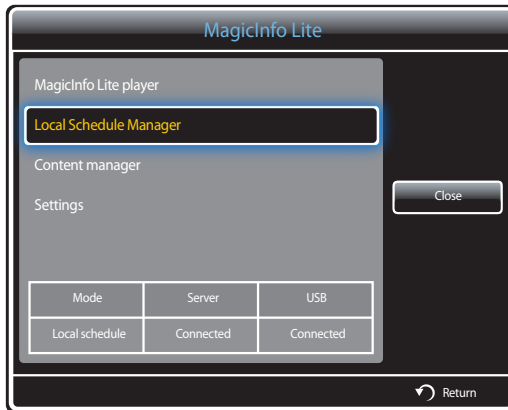 MagicInfo Lite
MagicInfo Lite player
Local Schedule Manager
Content manager
Settings
Close
Mode Server USB
Local schedule Connected Connected
Return